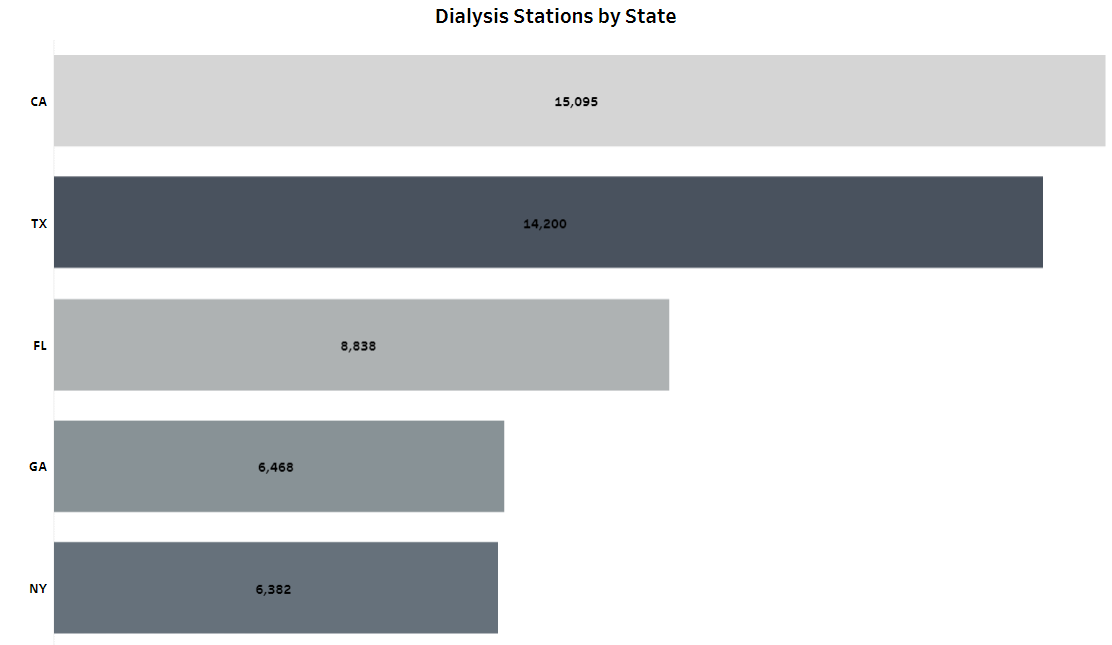 Dialysis Stations by State
CA 15,095
TX 14,200
FL 8,838
GA 6,468
NY 6,382